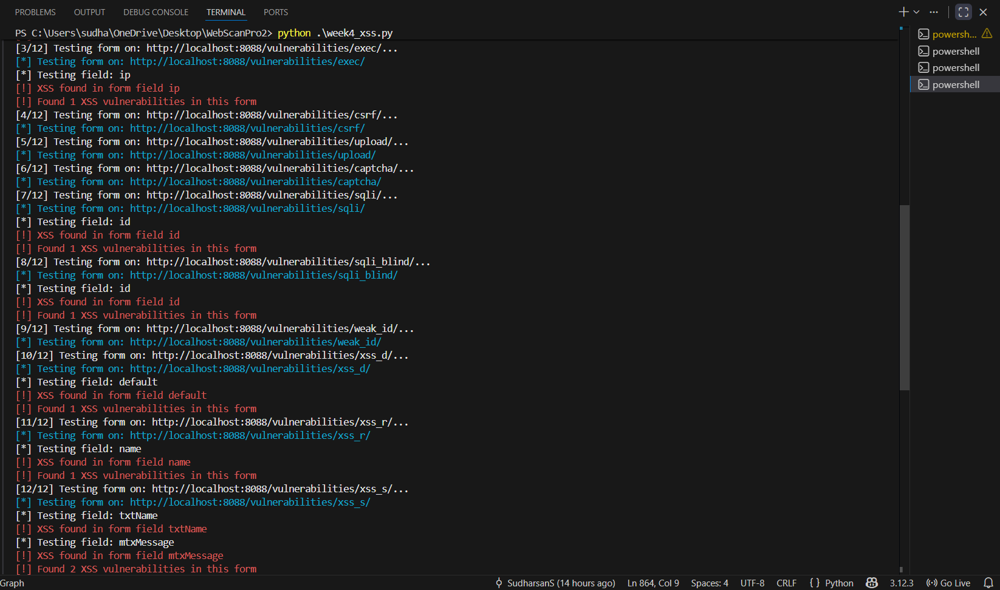 PROBLEMS OUTPUT DEBUG CONSOLE TERMINAL PORTS
PS C:\Users\sudha\OneDrive\Desktop\WebScanPro2> python .\week4_xss.py
[3/12] Testing form on: http://localhost:8088/vulnerabilities/exec/...
[*] Testing form on: http://localhost:8088/vulnerabilities/exec/
[*] Testing field: ip
[!] XSS found in form field ip
[!] Found 1 XSS vulnerabilities in this form
[4/12] Testing form on: http://localhost:8088/vulnerabilities/csrf/...
[*] Testing form on: http://localhost:8088/vulnerabilities/csrf/
[5/12] Testing form on: http://localhost:8088/vulnerabilities/upload/...
[*] Testing form on: http://localhost:8088/vulnerabilities/upload/
[6/12] Testing form on: http://localhost:8088/vulnerabilities/captcha/...
[*] Testing form on: http://localhost:8088/vulnerabilities/captcha/
[7/12] Testing form on: http://localhost:8088/vulnerabilities/sqli/...
[*] Testing form on: http://localhost:8088/vulnerabilities/sqli/
[*] Testing field: id
[!] XSS found in form field id
[!] Found 1 XSS vulnerabilities in this form
[8/12] Testing form on: http://localhost:8088/vulnerabilities/sqli_blind/...
[*] Testing form on: http://localhost:8088/vulnerabilities/sqli_blind/
[*] Testing field: id
[!] XSS found in form field id
[!] Found 1 XSS vulnerabilities in this form
[9/12] Testing form on: http://localhost:8088/vulnerabilities/weak_id/...
[*] Testing form on: http://localhost:8088/vulnerabilities/weak_id/
[10/12] Testing form on: http://localhost:8088/vulnerabilities/xss_d/...
[*] Testing form on: http://localhost:8088/vulnerabilities/xss_d/
[*] Testing field: default
[!] XSS found in form field default
[!] Found 1 XSS vulnerabilities in this form
[11/12] Testing form on: http://localhost:8088/vulnerabilities/xss_r/...
[*] Testing form on: http://localhost:8088/vulnerabilities/xss_r/
[*] Testing field: name
[!] XSS found in form field name
[!] Found 1 XSS vulnerabilities in this form
[12/12] Testing form on: http://localhost:8088/vulnerabilities/xss_s/...
[*] Testing form on: http://localhost:8088/vulnerabilities/xss_s/
[*] Testing field: txtName
[!] XSS found in form field txtName
[*] Testing field: mtxMessage
[!] XSS found in form field mtxMessage
[!] Found 2 XSS vulnerabilities in this form
powersh...
powershell
powershell
powershell
Graph SudharsanS (14 hours ago) Ln 864, Col 9 Spaces: 4 UTF-8 CRLF { } Python 3.12.3 Go Live